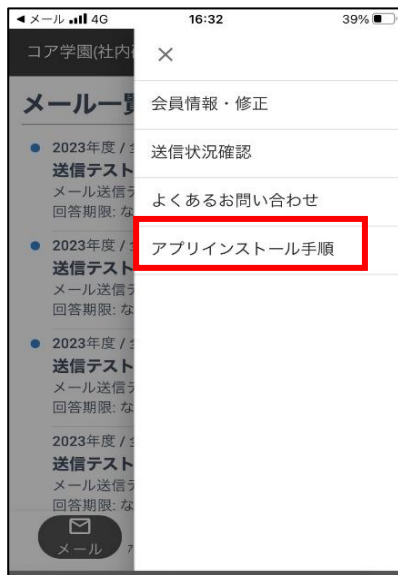 メール 4G 16:32 39%
コア学園(社内
メール一覧
会員情報・修正
送信状況確認
よくあるお問い合わせ
アプリインストール手順
2023年度 / 全
送信テスト
メール送信テ
回答期限: な
2023年度 / 全
送信テスト
メール送信テ
回答期限: な
2023年度 / 全
送信テスト
メール送信テ
回答期限: な
2023年度 / 全
送信テスト
メール送信テ
回答期限: な
メール